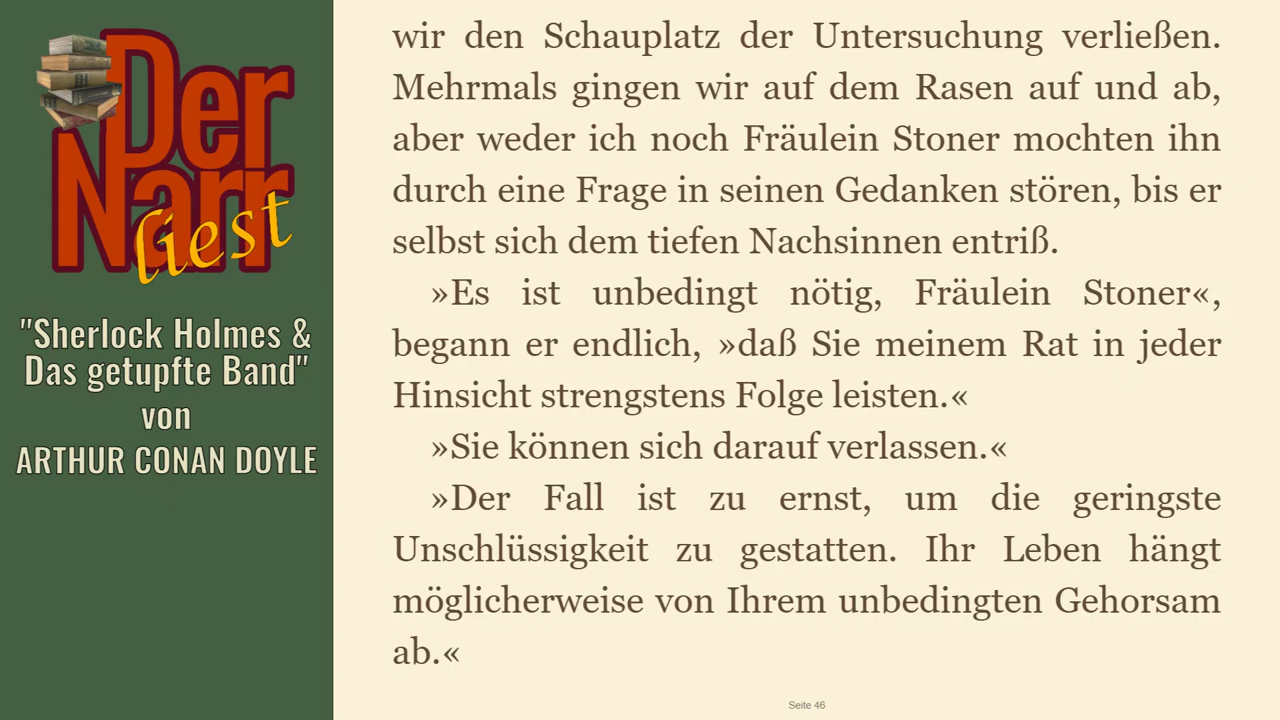 Der
Narr
liest
"Sherlock Holmes &
Das getupfte Band"
von
ARTHUR CONAN DOYLE
wir den Schauplatz der Untersuchung verließen.
Mehrmals gingen wir auf dem Rasen auf und ab,
aber weder ich noch Fräulein Stoner mochten ihn
durch eine Frage in seinen Gedanken stören, bis er
selbst sich dem tiefen Nachsinnen entriß.
»Es ist unbedingt nötig, Fräulein Stoner«,
begann er endlich, »daß Sie meinem Rat in jeder
Hinsicht strengstens Folge leisten.«
»Sie können sich darauf verlassen.«
»Der Fall ist zu ernst, um die geringste
Unschlüssigkeit zu gestatten. Ihr Leben hängt
möglicherweise von Ihrem unbedingten Gehorsam
ab.«
Seite 46